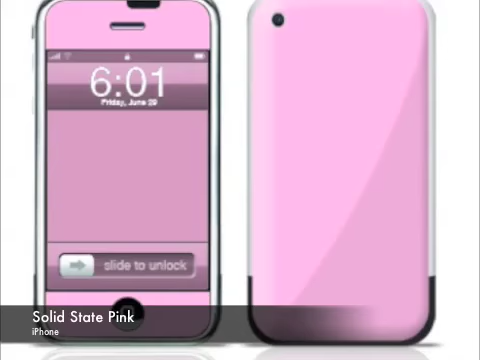 6:01
Friday, June 29
slide to unlock
Solid State Pink
iPhone